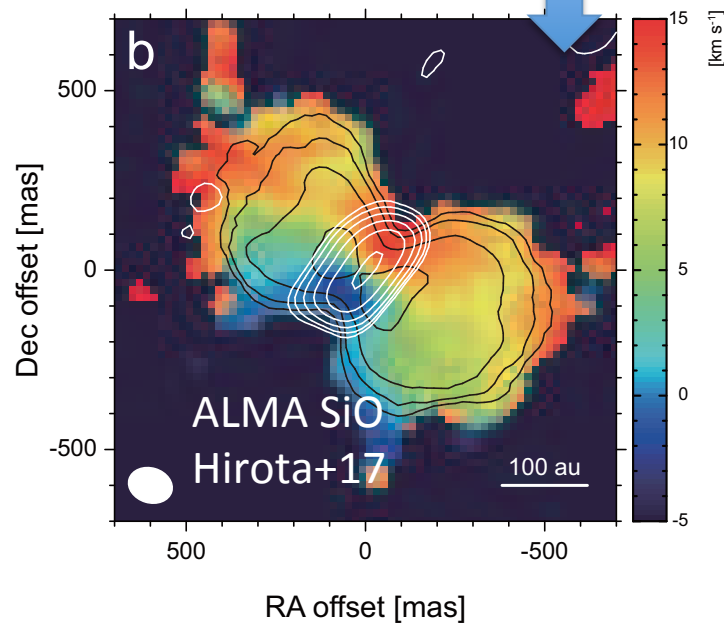 b
[km s⁻¹]
15
10
5
0
-5
500
0
-500
Dec offset [mas]
ALMA SiO
Hirota+17
100 au
500
0
-500
RA offset [mas]